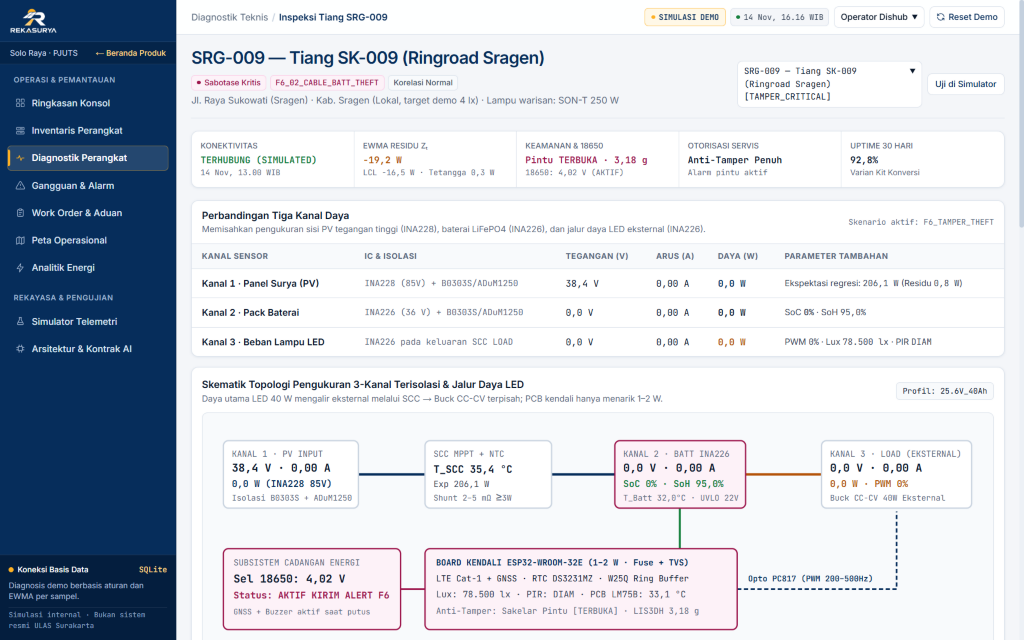 REKASURYA
Solo Raya · PJUTS
← Beranda Produk
OPERASI & PEMANTAUAN
Ringkasan Konsol
Inventaris Perangkat
Diagnostik Perangkat
Gangguan & Alarm
Work Order & Aduan
Peta Operasional
Analitik Energi
REKAYASA & PENGUJIAN
Simulator Telemetri
Arsitektur & Kontrak AI
Koneksi Basis Data SQLite
Diagnosis demo berbasis aturan dan
EWMA per sampel.
Simulasi internal · Bukan sistem
resmi ULAS Surakarta
Diagnostik Teknis / Inspeksi Tiang SRG-009
SIMULASI DEMO
14 Nov, 16.16 WIB
Operator Dishub ▼
Reset Demo
SRG-009 — Tiang SK-009 (Ringroad Sragen)
Sabotase Kritis
F6_02_CABLE_BATT_THEFT
Korelasi Normal
Jl. Raya Sukowati (Sragen) · Kab. Sragen (Lokal, target demo 4 lx) · Lampu warisan: SON-T 250 W
SRG-009 — Tiang SK-009 ▼
(Ringroad Sragen)
[TAMPER_CRITICAL]
Uji di Simulator
KONEKTIVITAS
TERHUBUNG (SIMULATED)
14 Nov, 13.00 WIB
EWMA RESIDU Zt
-19,2 W
LCL -16,5 W · Tetangga 0,3 W
KEAMANAN & 18650
Pintu TERBUKA · 3,18 g
18650: 4,02 V (AKTIF)
OTORISASI SERVIS
Anti-Tamper Penuh
Alarm pintu aktif
UPTIME 30 HARI
92,8%
Varian Kit Konversi
Perbandingan Tiga Kanal Daya
Memisahkan pengukuran sisi PV tegangan tinggi (INA228), baterai LiFePO4 (INA226), dan jalur daya LED eksternal (INA226).
Skenario aktif: F6_TAMPER_THEFT
KANAL SENSOR IC & ISOLASI TEGANGAN (V) ARUS (A) DAYA (W) PARAMETER TAMBAHAN
Kanal 1 · Panel Surya (PV) INA228 (85V) + B0303S/ADuM1250 38,4 V 0,00 A 0,0 W Ekspektasi regresi: 206,1 W (Residu 0,8 W)
Kanal 2 · Pack Baterai INA226 (36 V) + B0303S/ADuM1250 0,0 V 0,00 A 0,0 W SoC 0% · SoH 95,0%
Kanal 3 · Beban Lampu LED INA226 pada keluaran SCC LOAD 0,0 V 0,00 A 0,0 W PWM 0% · Lux 78.500 lx · PIR DIAM
Skematik Topologi Pengukuran 3-Kanal Terisolasi & Jalur Daya LED
Daya utama LED 40 W mengalir eksternal melalui SCC → Buck CC-CV terpisah; PCB kendali hanya menarik 1–2 W.
Profil: 25.6V_40Ah
KANAL 1 · PV INPUT
38,4 V · 0,00 A
0,0 W (INA228 85V)
Isolasi B0303S + ADuM1250
SCC MPPT + NTC
T_SCC 35,4 °C
Exp 206,1 W
Shunt 2-5 mΩ ≥3W
KANAL 2 · BATT INA226
0,0 V · 0,00 A
SoC 0% · SoH 95,0%
T_Batt 32,0°C · UVLO 22V
KANAL 3 · LOAD (EKSTERNAL)
0,0 V · 0,00 A
0,0 W · PWM 0%
Buck CC-CV 40W Eksternal
SUBSISTEM CADANGAN ENERGI
Sel 18650: 4,02 V
Status: AKTIF KIRIM ALERT F6
GNSS + Buzzer aktif saat putus
BOARD KENDALI ESP32-WROOM-32E (1–2 W · Fuse + TVS)
LTE Cat-1 + GNSS · RTC DS3231MZ · W25Q Ring Buffer
Lux: 78.500 lx · PIR: DIAM · PCB LM75B: 33,1 °C
Anti-Tamper: Sakelar Pintu [TERBUKA] · LIS3DH 3,18 g
Opto PC817 (PWM 200-500Hz)